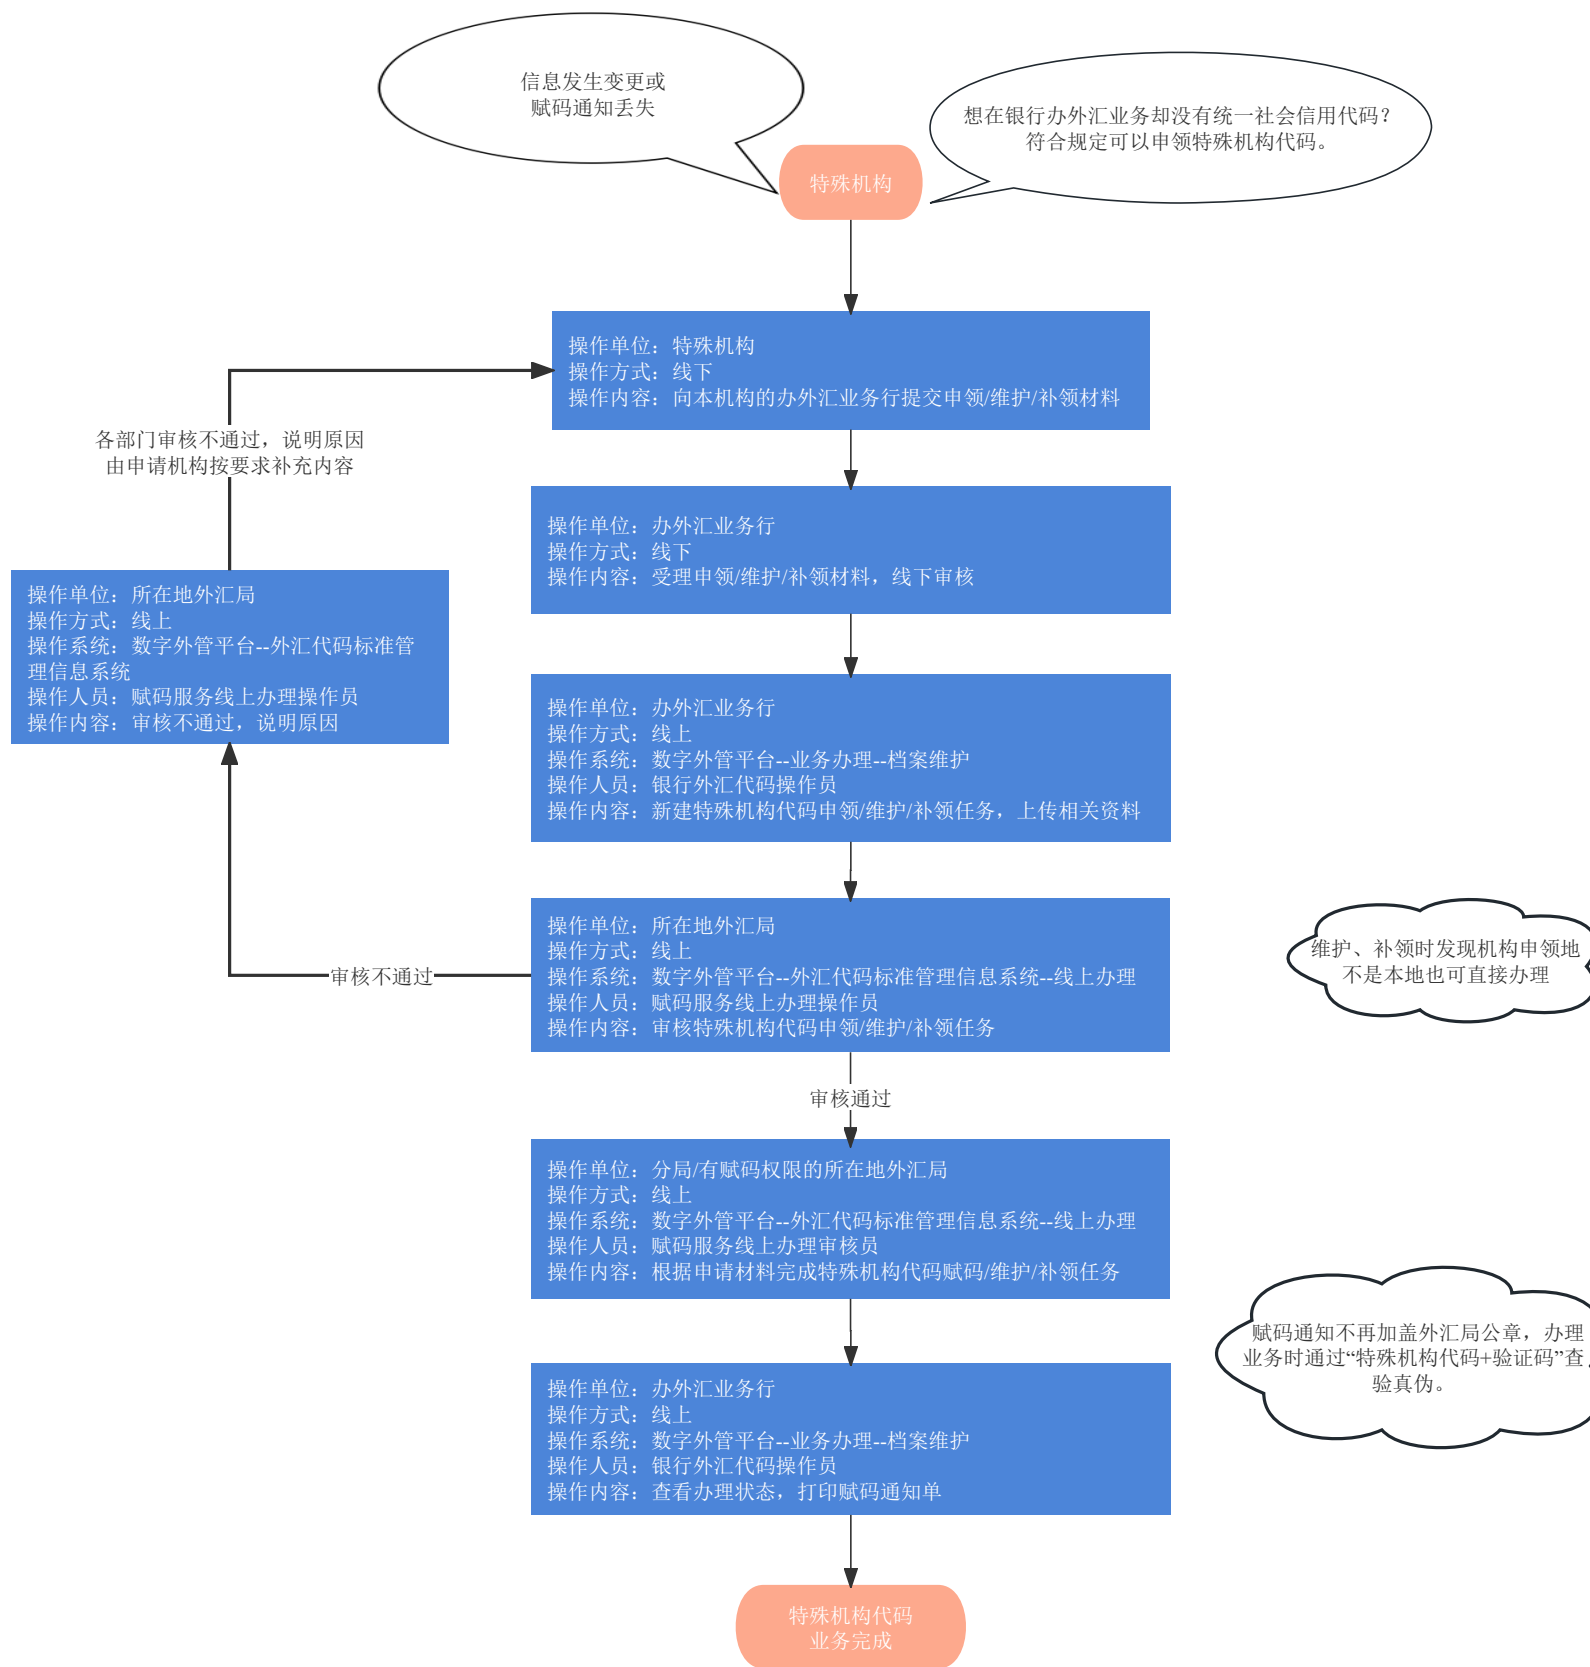 信息发生变更或
赋码通知丢失
想在银行办外汇业务却没有统一社会信用代码？
符合规定可以申领特殊机构代码。
特殊机构
操作单位：特殊机构
操作方式：线下
操作内容：向本机构的办外汇业务行提交申领/维护/补领材料
各部门审核不通过，说明原因
由申请机构按要求补充内容
操作单位：办外汇业务行
操作方式：线下
操作内容：受理申领/维护/补领材料，线下审核
操作单位：所在地外汇局
操作方式：线上
操作系统：数字外管平台--外汇代码标准管
理信息系统
操作人员：赋码服务线上办理操作员
操作内容：审核不通过，说明原因
操作单位：办外汇业务行
操作方式：线上
操作系统：数字外管平台--业务办理--档案维护
操作人员：银行外汇代码操作员
操作内容：新建特殊机构代码申领/维护/补领任务，上传相关资料
操作单位：所在地外汇局
操作方式：线上
操作系统：数字外管平台--外汇代码标准管理信息系统--线上办理
操作人员：赋码服务线上办理操作员
操作内容：审核特殊机构代码申领/维护/补领任务
审核不通过
维护、补领时发现机构申领地
不是本地也可直接办理
审核通过
操作单位：分局/有赋码权限的所在地外汇局
操作方式：线上
操作系统：数字外管平台--外汇代码标准管理信息系统--线上办理
操作人员：赋码服务线上办理审核员
操作内容：根据申请材料完成特殊机构代码赋码/维护/补领任务
赋码通知不再加盖外汇局公章，办理
业务时通过“特殊机构代码+验证码”查
验真伪。
操作单位：办外汇业务行
操作方式：线上
操作系统：数字外管平台--业务办理--档案维护
操作人员：银行外汇代码操作员
操作内容：查看办理状态，打印赋码通知单
特殊机构代码
业务完成